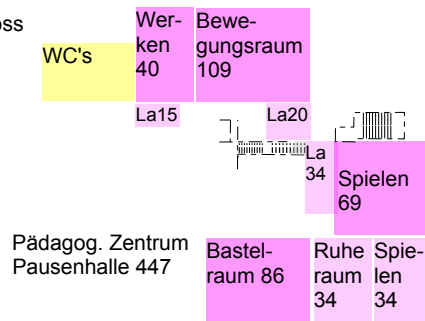 oss
WC's
Wer-
ken
40
Bewe-
gungsraum
109
La15
La20
La
34
Spielen
69
Pädagog. Zentrum
Pausenhalle 447
Bastel-
raum 86
Ruhe
raum
34
Spie-
len
34